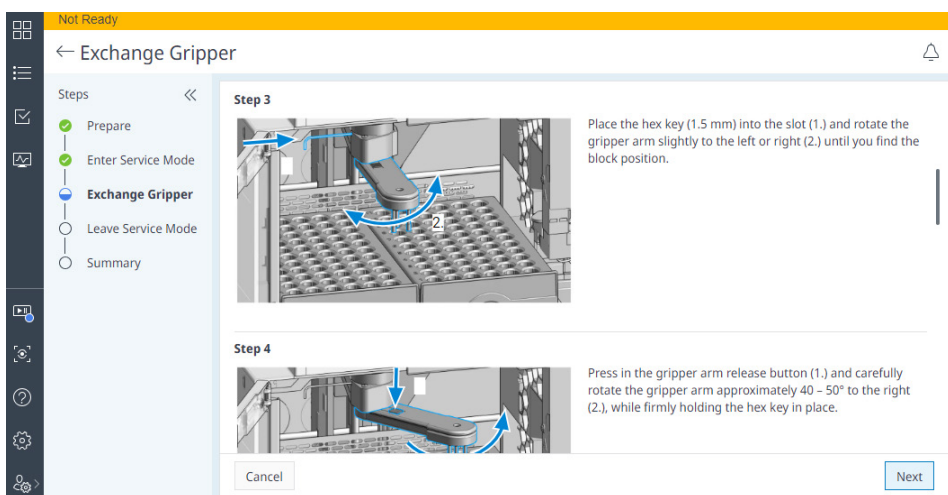 Not Ready
← Exchange Gripper
Steps
Prepare
Enter Service Mode
Exchange Gripper
Leave Service Mode
Summary
Step 3
2.
Place the hex key (1.5 mm) into the slot (1.) and rotate the
gripper arm slightly to the left or right (2.) until you find the
block position.
Step 4
Press in the gripper arm release button (1.) and carefully
rotate the gripper arm approximately 40 – 50° to the right
(2.), while firmly holding the hex key in place.
Cancel
Next